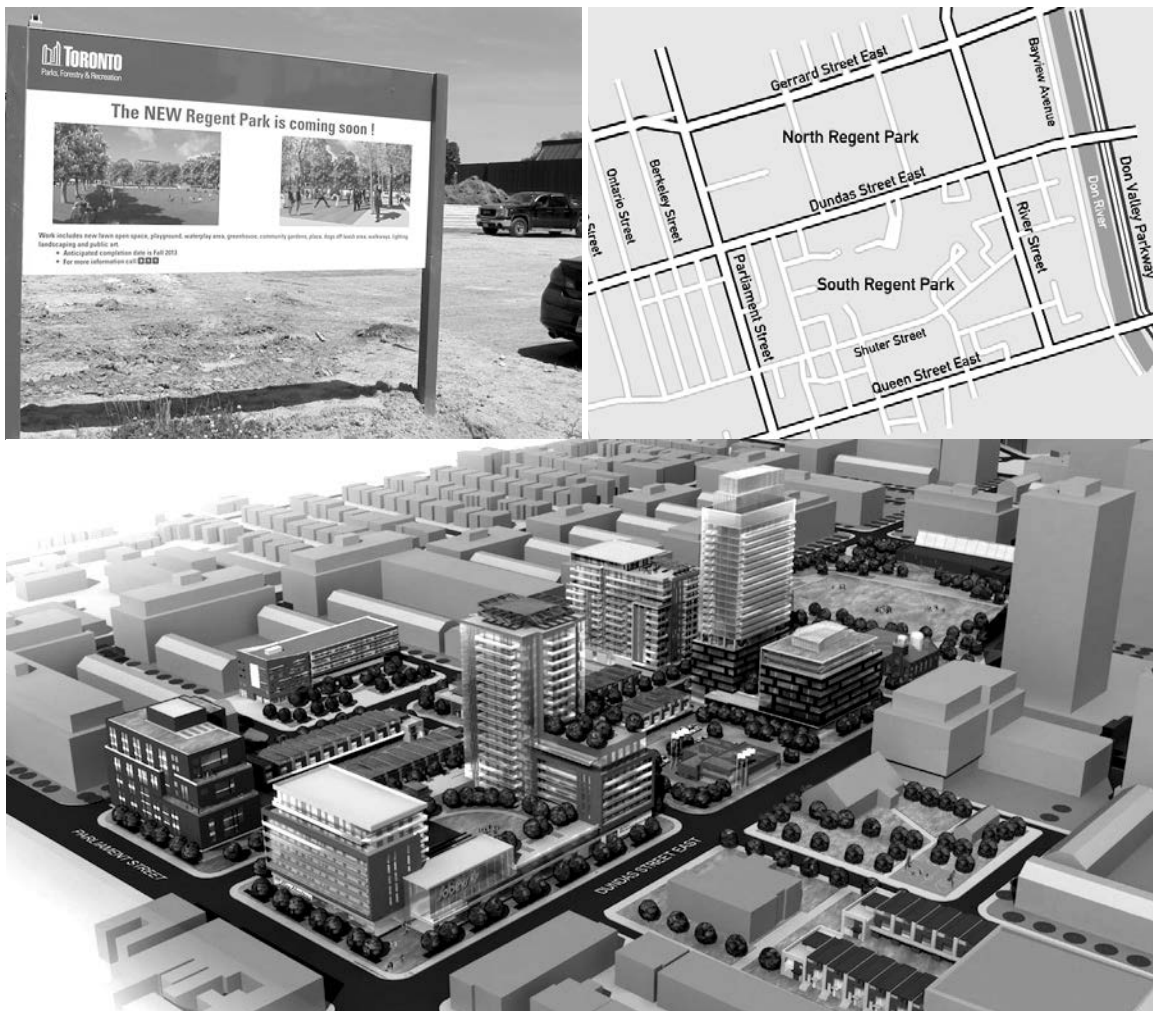 TORONTO
Parks, Forestry & Recreation
The NEW Regent Park is coming soon !
Work includes new lawn open space, playground, waterplay area, greenhouse, community gardens, plaza, dogs off leash area, walkways, lighting,
landscaping and public art.
• Anticipated completion date is Fall 2013
• For more information call 311
Gerrard Street East
Bayview Avenue
North Regent Park
Berkeley Street
Ontario Street
Dundas Street East
Don River
Don Valley Parkway
River Street
Street
Parliament Street
South Regent Park
Shuter Street
Queen Street East
PARLIAMENT STREET
DUNDAS STREET EAST